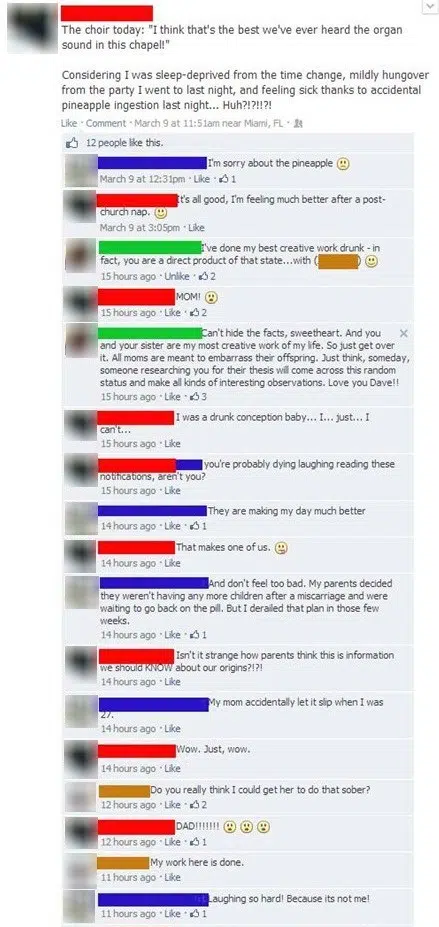 The choir today: "I think that's the best we've ever heard the organ
sound in this chapel!"
Considering I was sleep-deprived from the time change, mildly hungover
from the party I went to last night, and feeling sick thanks to accidental
pineapple ingestion last night... Huh?!?!!?!
Like · Comment · March 9 at 11:51am near Miami, FL ·
12 people like this.
I'm sorry about the pineapple
March 9 at 12:31pm · Like · 1
It's all good, I'm feeling much better after a post-
church nap.
March 9 at 3:05pm · Like
I've done my best creative work drunk - in
fact, you are a direct product of that state...with ( )
15 hours ago · Unlike · 2
MOM!
15 hours ago · Like · 2
Can't hide the facts, sweetheart. And you
and your sister are my most creative work of my life. So just get over
it. All moms are meant to embarrass their offspring. Just think, someday,
someone researching you for their thesis will come across this random
status and make all kinds of interesting observations. Love you Dave!!
15 hours ago · Like · 3
I was a drunk conception baby... I... just... I
can't...
15 hours ago · Like
you're probably dying laughing reading these
notifications, aren't you?
15 hours ago · Like
They are making my day much better
14 hours ago · Like · 1
That makes one of us.
14 hours ago · Like
And don't feel too bad. My parents decided
they weren't having any more children after a miscarriage and were
waiting to go back on the pill. But I derailed that plan in those few
weeks.
14 hours ago · Like · 1
Isn't it strange how parents think this is information
we should KNOW about our origins?!?!
14 hours ago · Like
My mom accidentally let it slip when I was
27.
14 hours ago · Like
Wow. Just, wow.
14 hours ago · Like
Do you really think I could get her to do that sober?
12 hours ago · Like · 2
DAD!!!!!!!
12 hours ago · Like · 1
My work here is done.
11 hours ago · Like
Laughing so hard! Because its not me!
11 hours ago · Like · 1